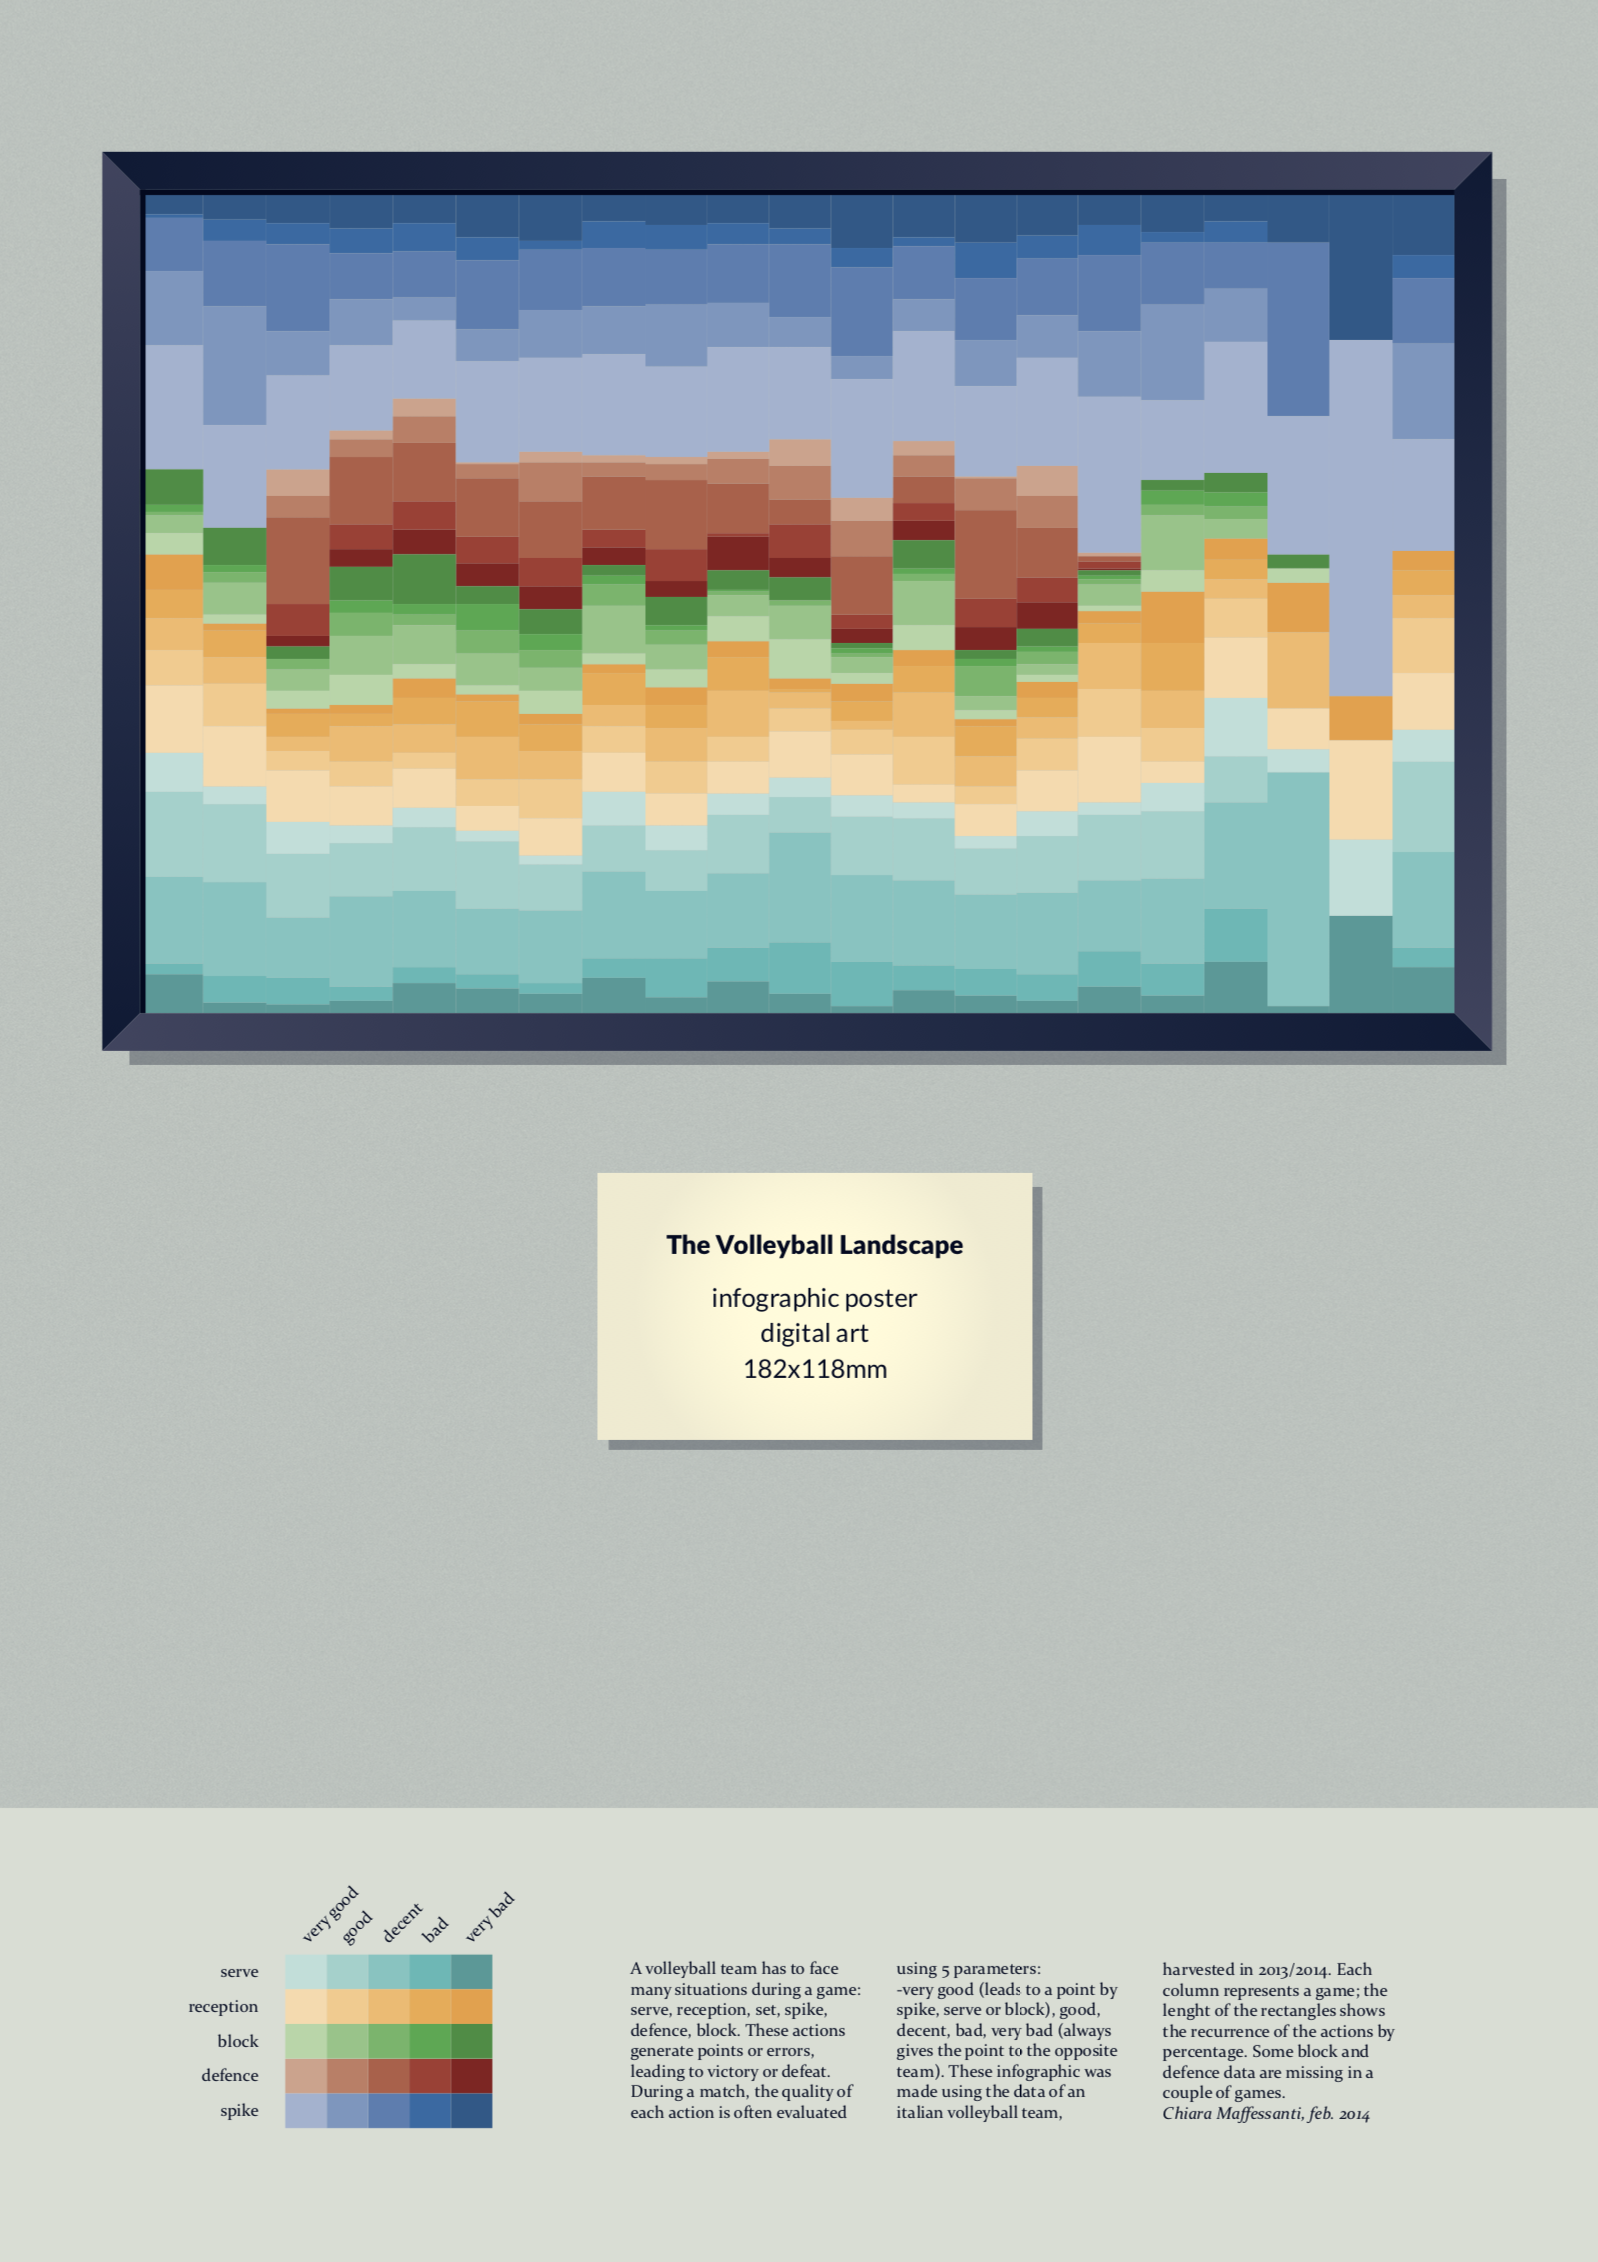 The Volleyball Landscape
infographic poster
digital art
182x118mm
very good
good
decent
bad
very bad
serve
reception
block
defence
spike
A volleyball team has to face
many situations during a game:
serve, reception, set, spike,
defence, block. These actions
generate points or errors,
leading to victory or defeat.
During a match, the quality of
each action is often evaluated
using 5 parameters:
-very good (leads to a point by
spike, serve or block), good,
decent, bad, very bad (always
gives the point to the opposite
team). These infographic was
made using the data of an
italian volleyball team,
harvested in 2013/2014. Each
column represents a game; the
lenght of the rectangles shows
the recurrence of the actions by
percentage. Some block and
defence data are missing in a
couple of games.
Chiara Maffessanti, feb. 2014